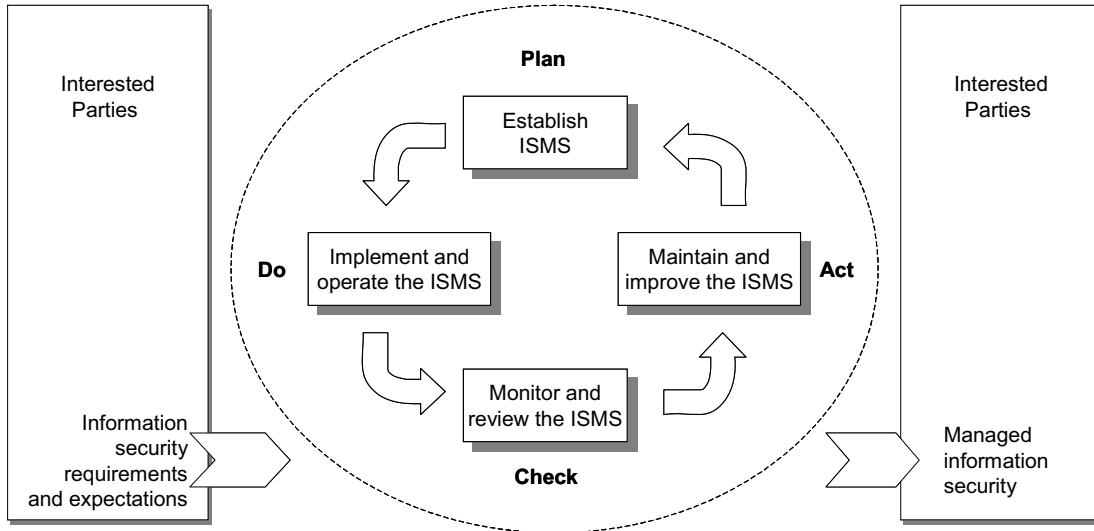 Interested
Parties
Information
security
requirements
and expectations
Plan
Establish
ISMS
Do
Implement and
operate the ISMS
Maintain and
improve the ISMS
Act
Monitor and
review the ISMS
Check
Interested
Parties
Managed
information
security